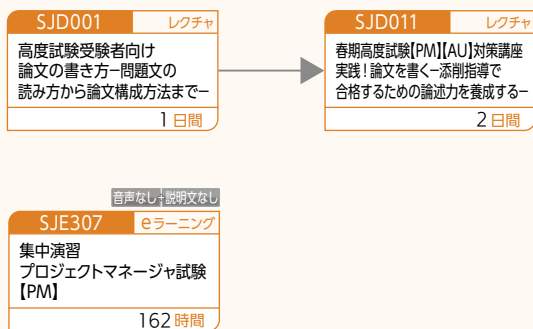 SJD001 レクチャ
高度試験受験者向け
論文の書き方−問題文の
読み方から論文構成方法まで−
1日間
SJD011 レクチャ
春期高度試験【PM】【AU】対策講座
実践!論文を書く−添削指導で
合格するための論述力を養成する−
2日間
音声なし+説明文なし
SJE307 eラーニング
集中演習
プロジェクトマネージャ試験
【PM】
162時間